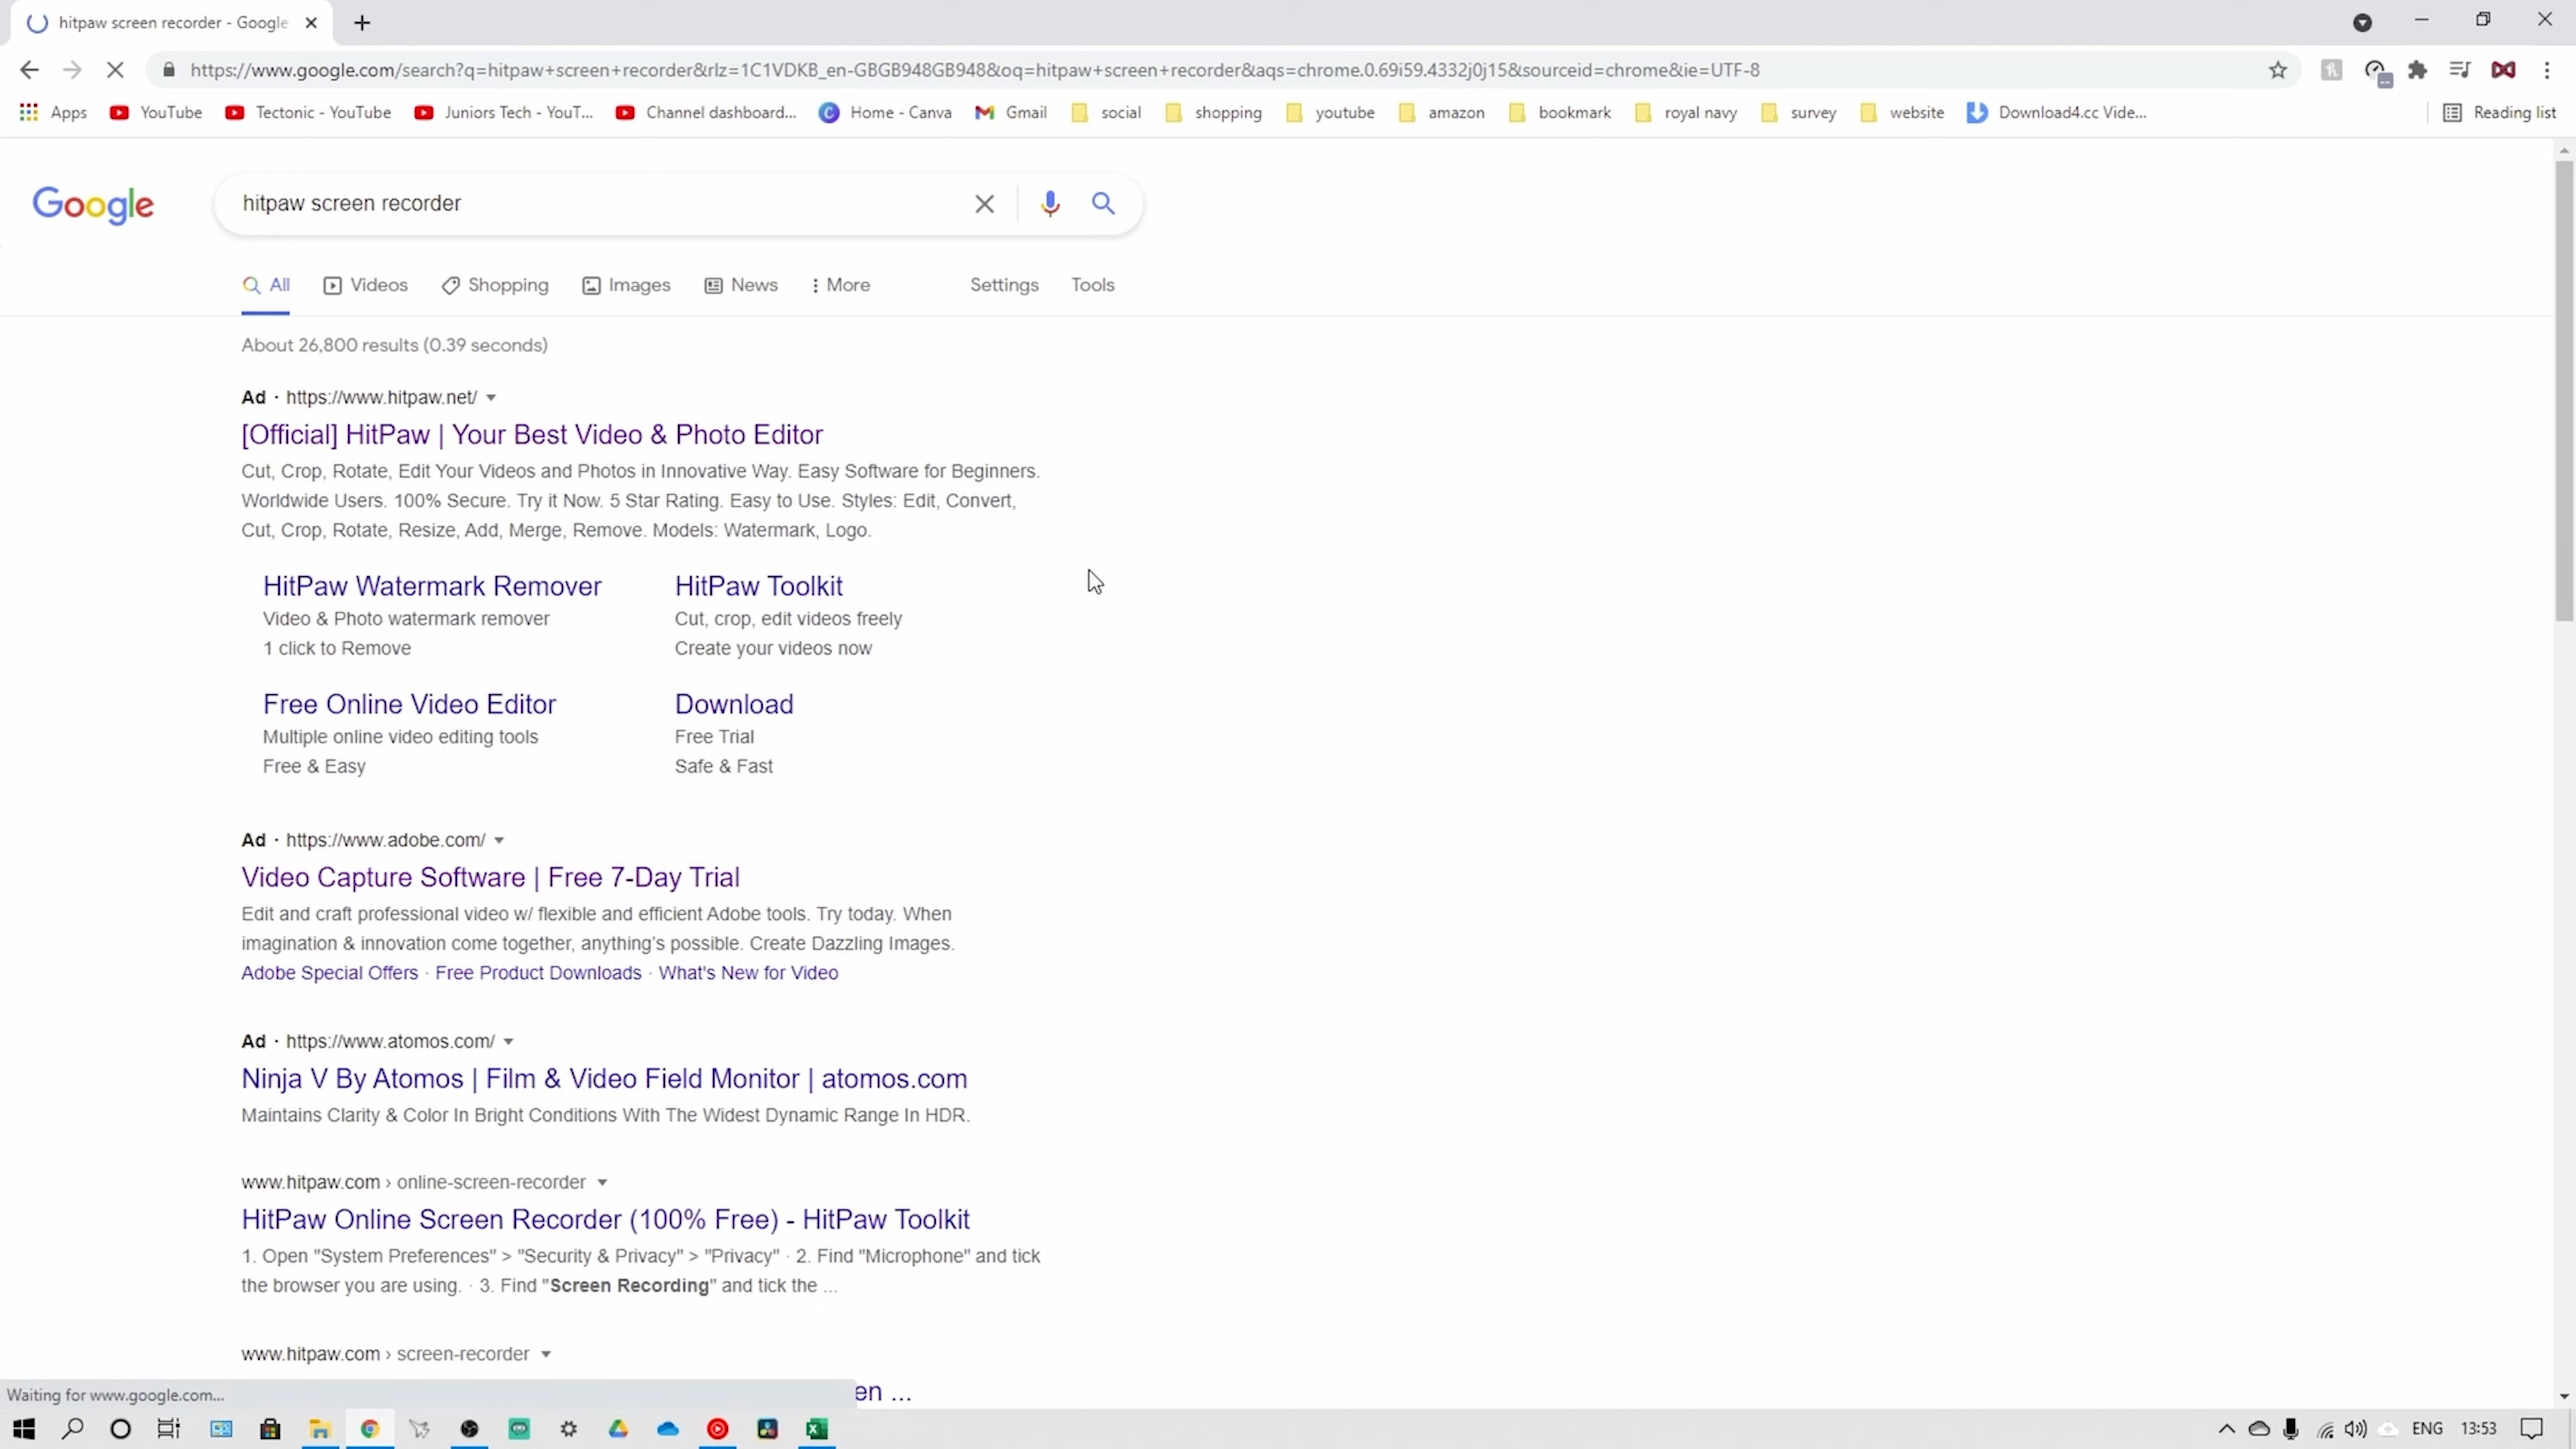 hitpaw screen recorder - Google
https://www.google.com/search?q=hitpaw+screen+recorder&rlz=1C1VDKB_en-GBGB948GB948&oq=hitpaw+screen+recorder&aqs=chrome.0.69i59.4332j0j15&sourceid=chrome&ie=UTF-8
Apps YouTube Tectonic - YouTube Juniors Tech - YouT... Channel dashboard... Home - Canva Gmail social shopping youtube amazon bookmark royal navy survey website Download4.cc Vide... Reading list
Google
hitpaw screen recorder
All Videos Shopping Images News More Settings Tools
About 26,800 results (0.39 seconds)
Ad · https://www.hitpaw.net/
[Official] HitPaw | Your Best Video & Photo Editor
Cut, Crop, Rotate, Edit Your Videos and Photos in Innovative Way. Easy Software for Beginners.
Worldwide Users. 100% Secure. Try it Now. 5 Star Rating. Easy to Use. Styles: Edit, Convert,
Cut, Crop, Rotate, Resize, Add, Merge, Remove. Models: Watermark, Logo.
HitPaw Watermark Remover
Video & Photo watermark remover
1 click to Remove
HitPaw Toolkit
Cut, crop, edit videos freely
Create your videos now
Free Online Video Editor
Multiple online video editing tools
Free & Easy
Download
Free Trial
Safe & Fast
Ad · https://www.adobe.com/
Video Capture Software | Free 7-Day Trial
Edit and craft professional video w/ flexible and efficient Adobe tools. Try today. When
imagination & innovation come together, anything's possible. Create Dazzling Images.
Adobe Special Offers · Free Product Downloads · What's New for Video
Ad · https://www.atomos.com/
Ninja V By Atomos | Film & Video Field Monitor | atomos.com
Maintains Clarity & Color In Bright Conditions With The Widest Dynamic Range In HDR.
www.hitpaw.com › online-screen-recorder
HitPaw Online Screen Recorder (100% Free) - HitPaw Toolkit
1. Open "System Preferences" > "Security & Privacy" > "Privacy" · 2. Find "Microphone" and tick
the browser you are using. · 3. Find "Screen Recording" and tick the ...
www.hitpaw.com › screen-recorder
en ...
Waiting for www.google.com...
ENG 13:53